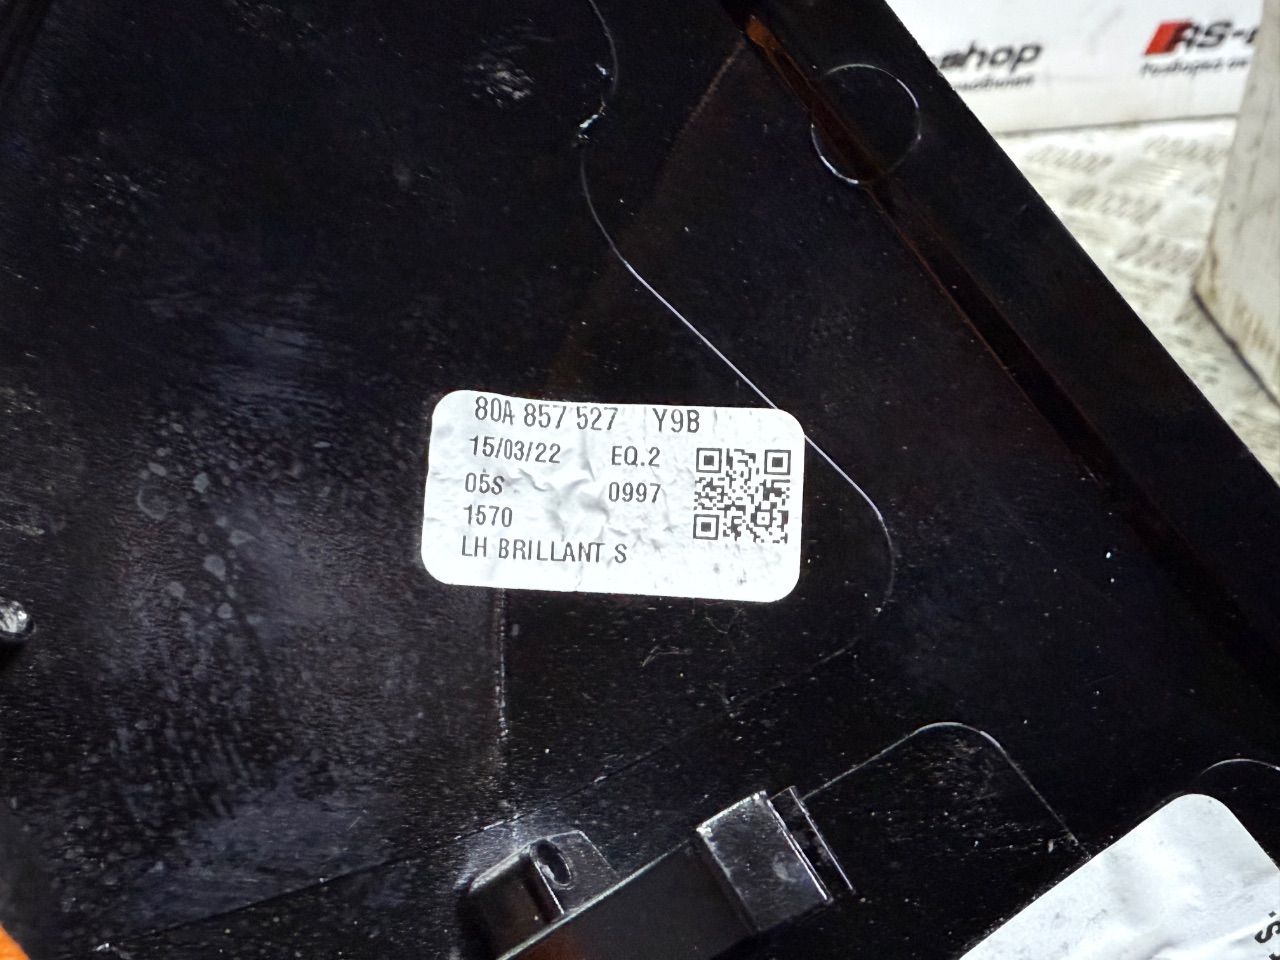 shop
RS-
80A 857 527 Y9B
15/03/22 EQ.2
05S 0997
1570
LH BRILLANT S